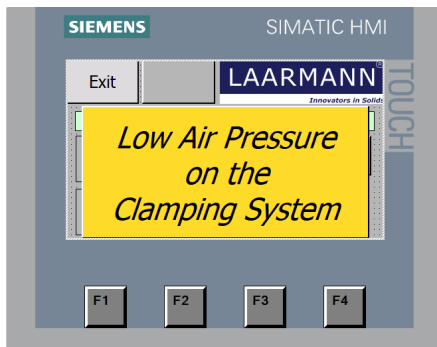 SIEMENS
SIMATIC HMI
Exit
LAARMANN®
Innovators in Solids
TOUCH
Low Air Pressure
on the
Clamping System
F1
F2
F3
F4